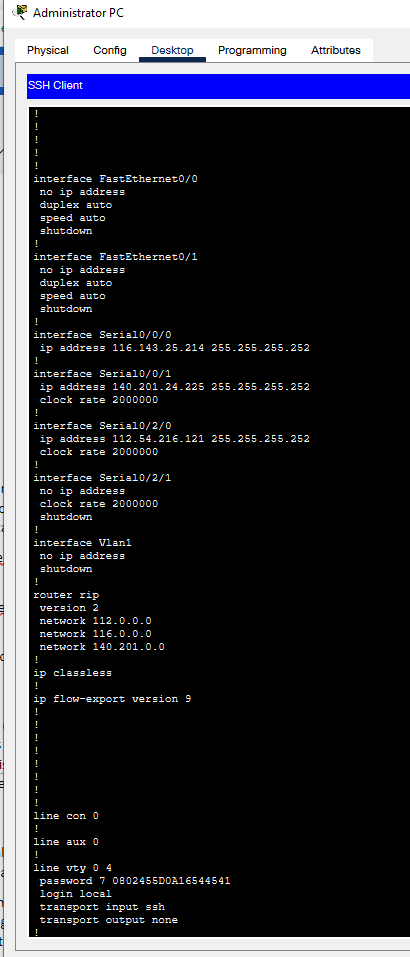 Administrator PC
Physical Config Desktop Programming Attributes
SSH Client
!
!
!
!
!
interface FastEthernet0/0
no ip address
duplex auto
speed auto
shutdown
!
interface FastEthernet0/1
no ip address
duplex auto
speed auto
shutdown
!
interface Serial0/0/0
ip address 116.143.25.214 255.255.255.252
!
interface Serial0/0/1
ip address 140.201.24.225 255.255.255.252
clock rate 2000000
!
interface Serial0/2/0
ip address 112.54.216.121 255.255.255.252
clock rate 2000000
!
interface Serial0/2/1
no ip address
clock rate 2000000
shutdown
!
interface Vlan1
no ip address
shutdown
!
router rip
version 2
network 112.0.0.0
network 116.0.0.0
network 140.201.0.0
!
ip classless
!
ip flow-export version 9
!
!
!
!
!
!
!
!
line con 0
!
line aux 0
!
line vty 0 4
password 7 0802455D0A16544541
login local
transport input ssh
transport output none
!